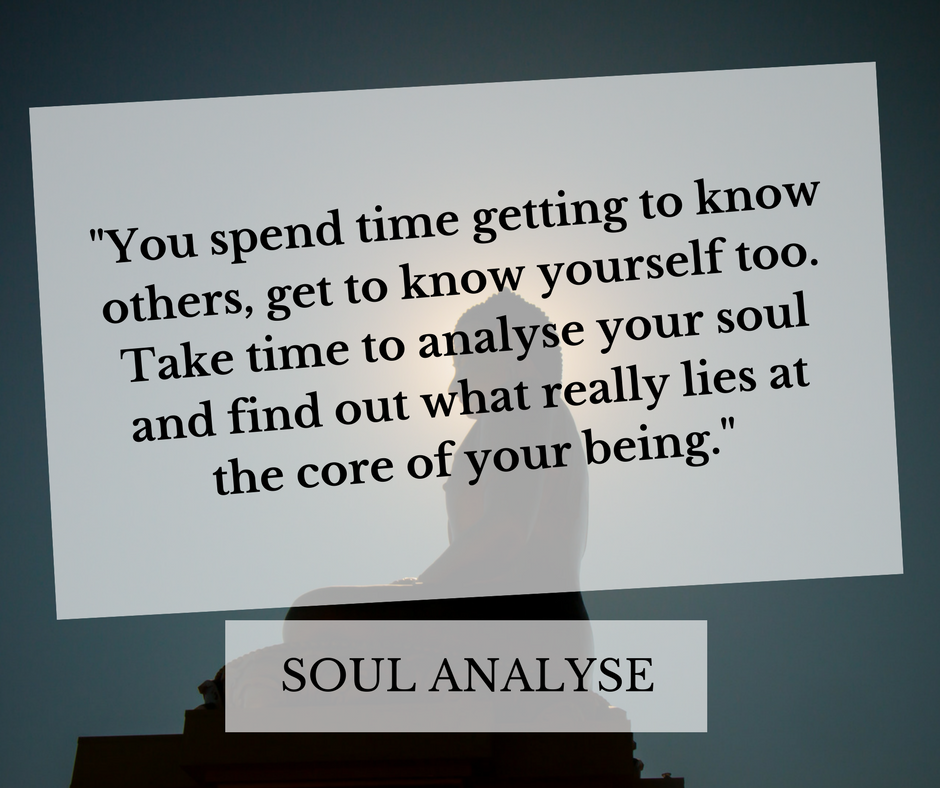 "You spend time getting to know
others, get to know yourself too.
Take time to analyse your soul
and find out what really lies at
the core of your being."
SOUL ANALYSE